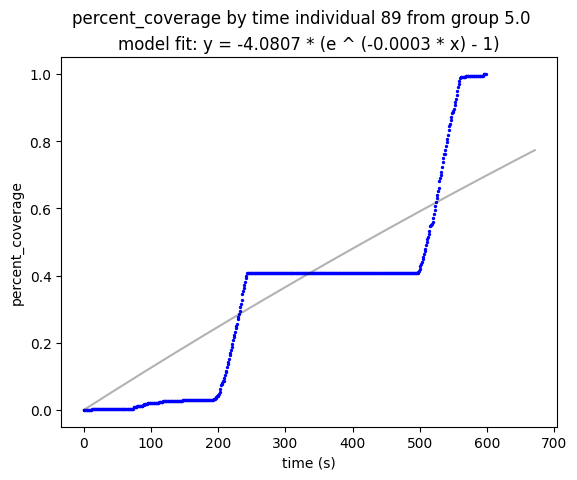 percent_coverage by time individual 89 from group 5.0
model fit: y = -4.0807 * (e ^ (-0.0003 * x) - 1)
1.0
0.8
0.6
0.4
0.2
0.0
percent_coverage
0 100 200 300 400 500 600 700
time (s)